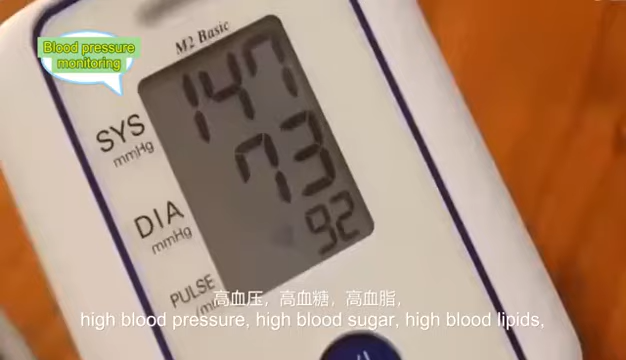 Blood pressure
monitoring
M2 Basic
SYS
mmHg
147
DIA
mmHg
73
PULSE
92
高血压，高血糖，高血脂，
high blood pressure, high blood sugar, high blood lipids,